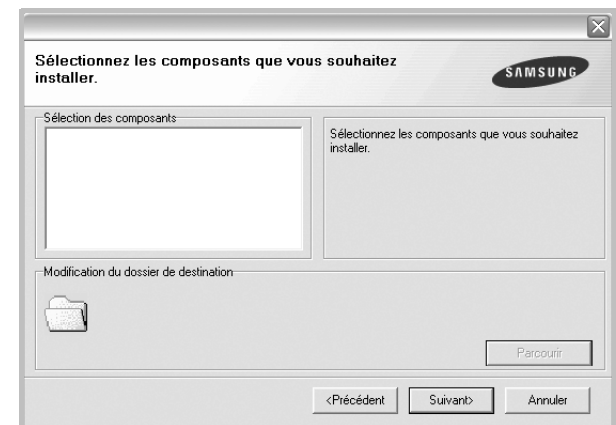 Sélectionnez les composants que vous souhaitez
installer.
SAMSUNG
Sélection des composants
Sélectionnez les composants que vous souhaitez
installer.
Modification du dossier de destination
Parcourir
<Précédent
Suivant>
Annuler